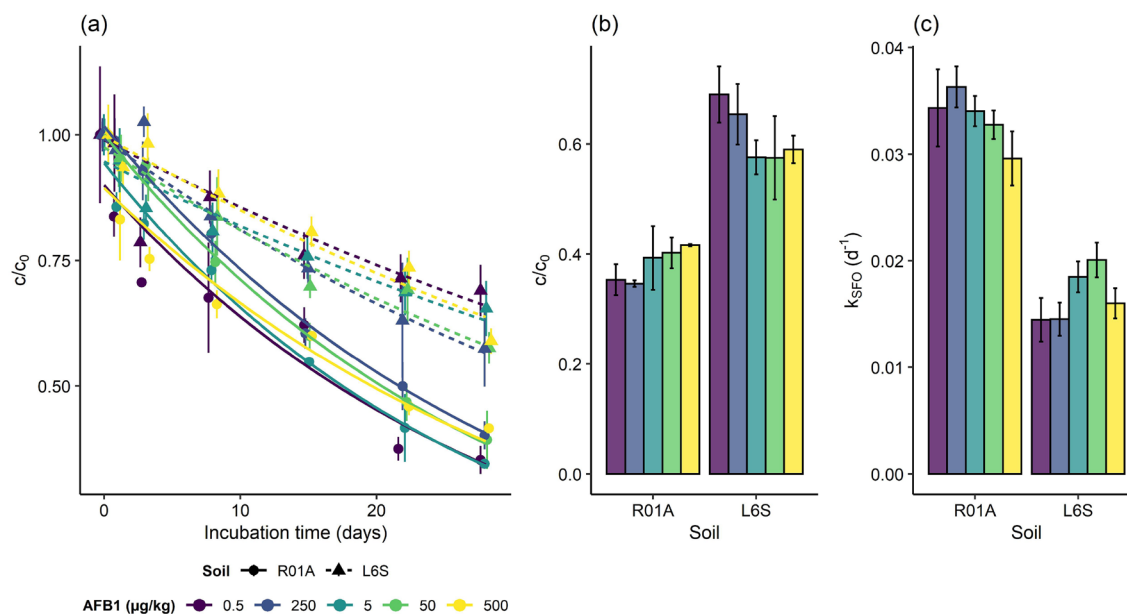 (a)
(b)
(c)
c/c0
1.00
0.75
0.50
0
10
20
Incubation time (days)
Soil R01A L6S
AFB1 (µg/kg) 0.5 250 5 50 500
c/c0
0.6
0.4
0.2
0.0
R01A L6S
Soil
kSFO (d-1)
0.04
0.03
0.02
0.01
0.00
R01A L6S
Soil